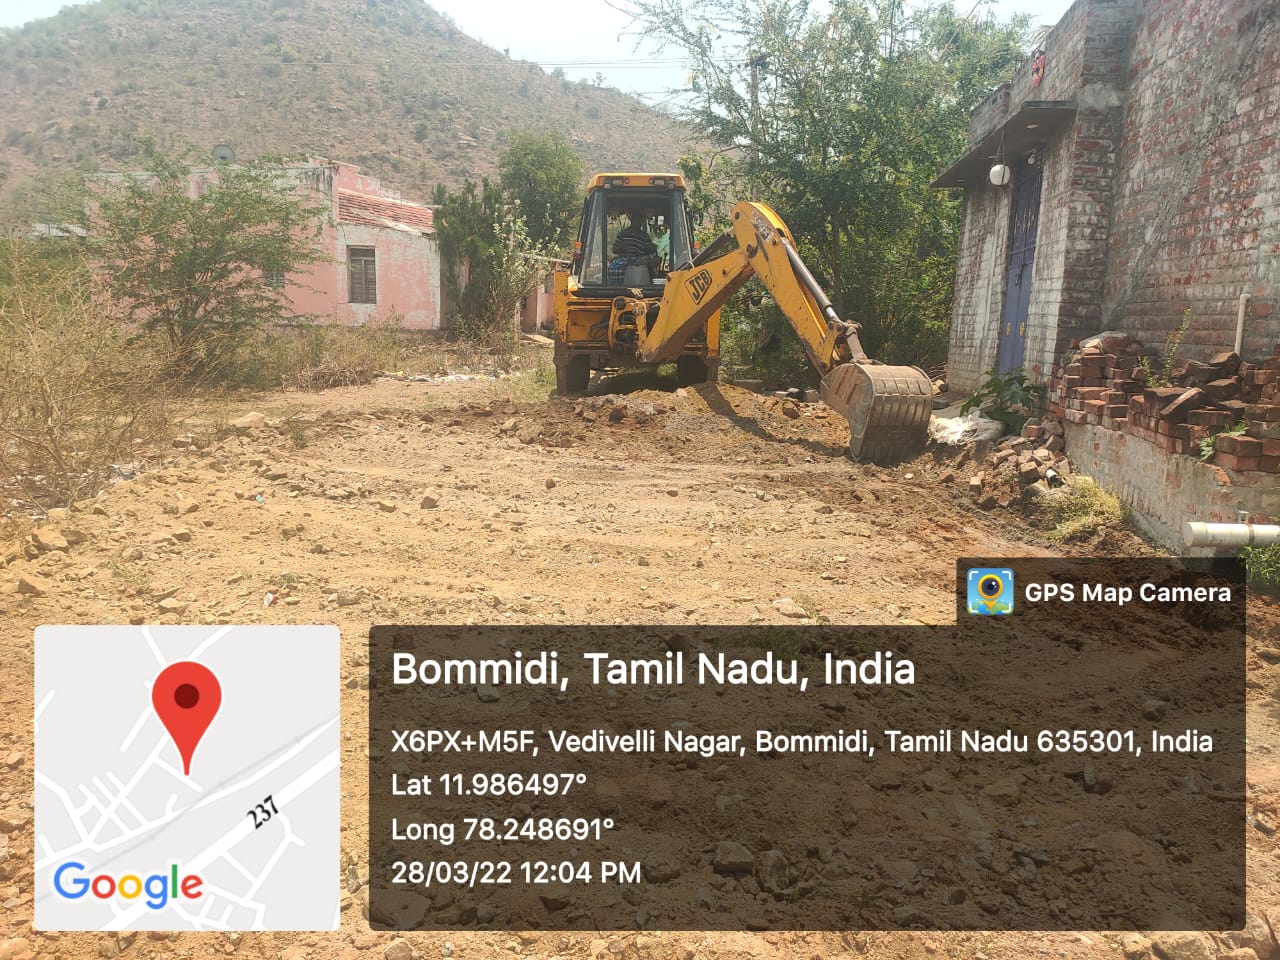 JCB
GPS Map Camera
Bommidi, Tamil Nadu, India
X6PX+M5F, Vedivelli Nagar, Bommidi, Tamil Nadu 635301, India
Lat 11.986497°
Long 78.248691°
28/03/22 12:04 PM
237
Google